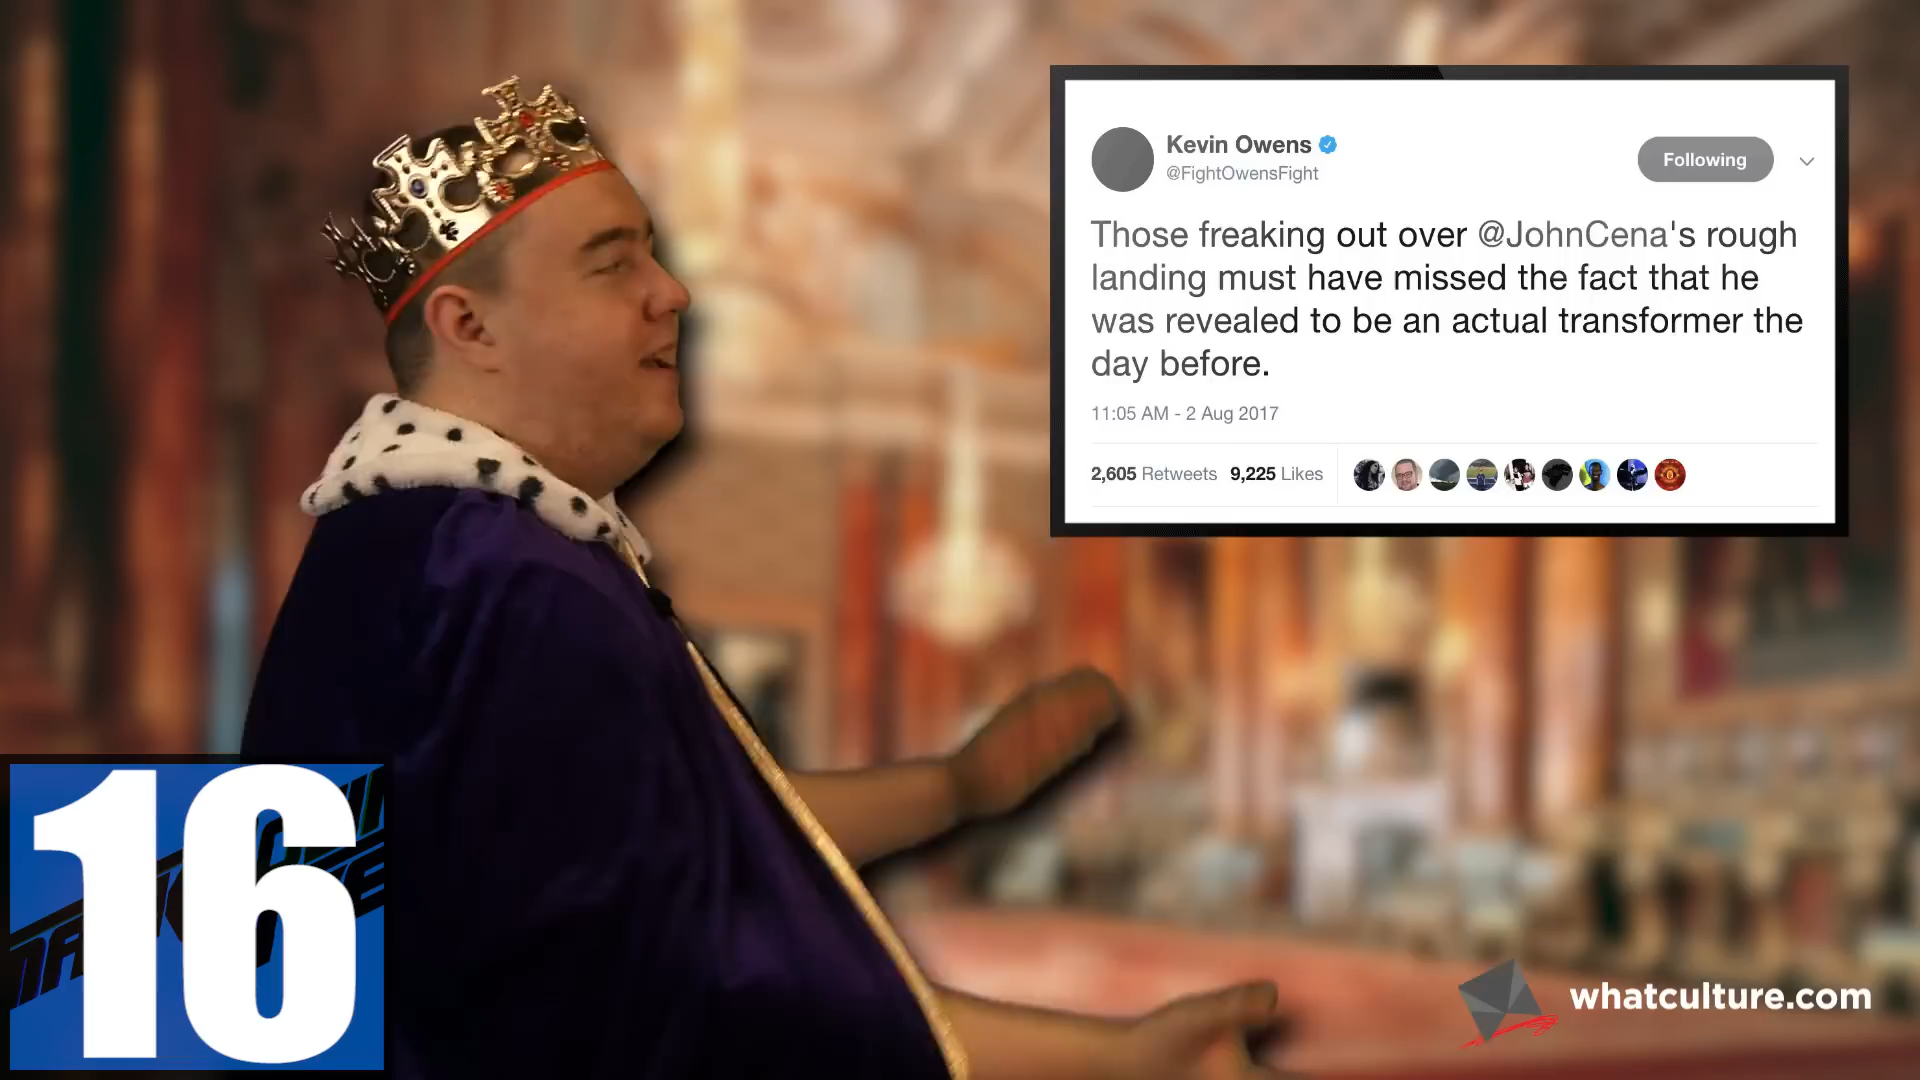 Kevin Owens
@FightOwensFight
Following
Those freaking out over @JohnCena's rough
landing must have missed the fact that he
was revealed to be an actual transformer the
day before.
11:05 AM - 2 Aug 2017
2,605 Retweets 9,225 Likes
16
whatculture.com